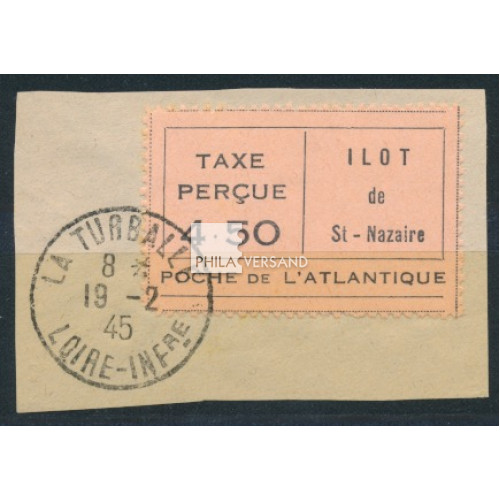 TAXE
PERÇUE
4.50
ILOT
de
St - Nazaire
POCHE DE L'ATLANTIQUE
LA TURBALLE
8 *
19 -2
45
LOIRE-INFRE
PHILA VERSAND